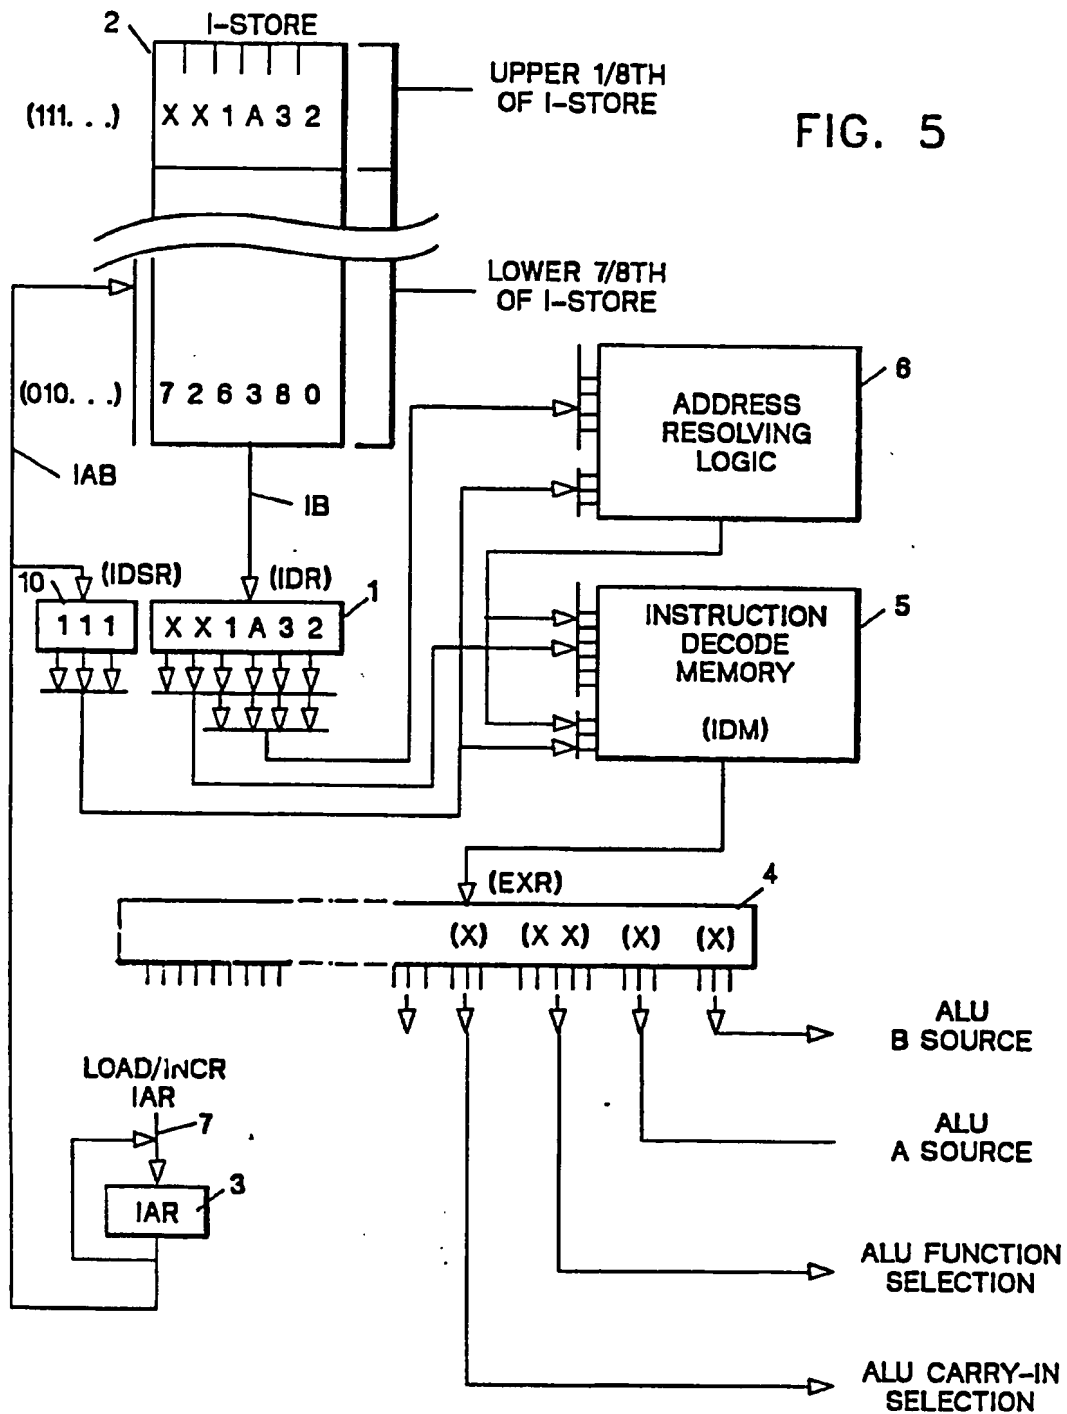 2
I-STORE
UPPER 1/8TH
OF I-STORE
(111. . .)
X X 1 A 3 2
FIG. 5
LOWER 7/8TH
OF I-STORE
(010. . .)
7 2 6 3 8 0
6
ADDRESS
RESOLVING
LOGIC
IAB
IB
10
(IDSR)
(IDR)
1
1 1 1
X X 1 A 3 2
5
INSTRUCTION
DECODE
MEMORY
(IDM)
(EXR)
4
(X) (X X) (X) (X)
ALU
B SOURCE
LOAD/INCR
IAR
7
ALU
A SOURCE
3
IAR
ALU FUNCTION
SELECTION
ALU CARRY-IN
SELECTION